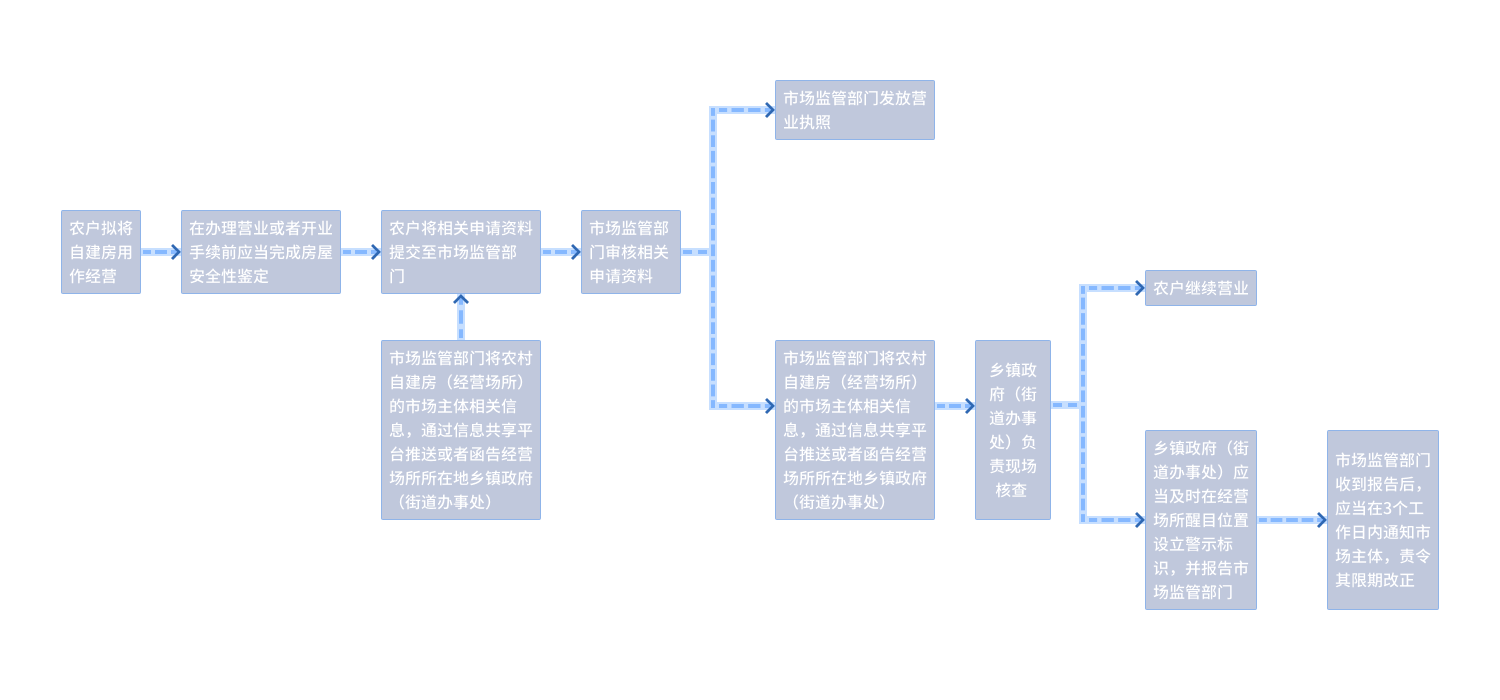 农户拟将
自建房用
作经营
在办理营业或者开业
手续前应当完成房屋
安全性鉴定
农户将相关申请资料
提交至市场监管部
门
市场监管部门将农村
自建房（经营场所）
的市场主体相关信
息，通过信息共享平
台推送或者函告经营
场所所在地乡镇政府
（街道办事处）
市场监管部
门审核相关
申请资料
市场监管部门发放营
业执照
市场监管部门将农村
自建房（经营场所）
的市场主体相关信
息，通过信息共享平
台推送或者函告经营
场所所在地乡镇政府
（街道办事处）
乡镇政
府（街
道办事
处）负
责现场
核查
农户继续营业
乡镇政府（街
道办事处）应
当及时在经营
场所醒目位置
设立警示标
识，并报告市
场监管部门
市场监管部门
收到报告后，
应当在3个工
作日内通知市
场主体，责令
其限期改正